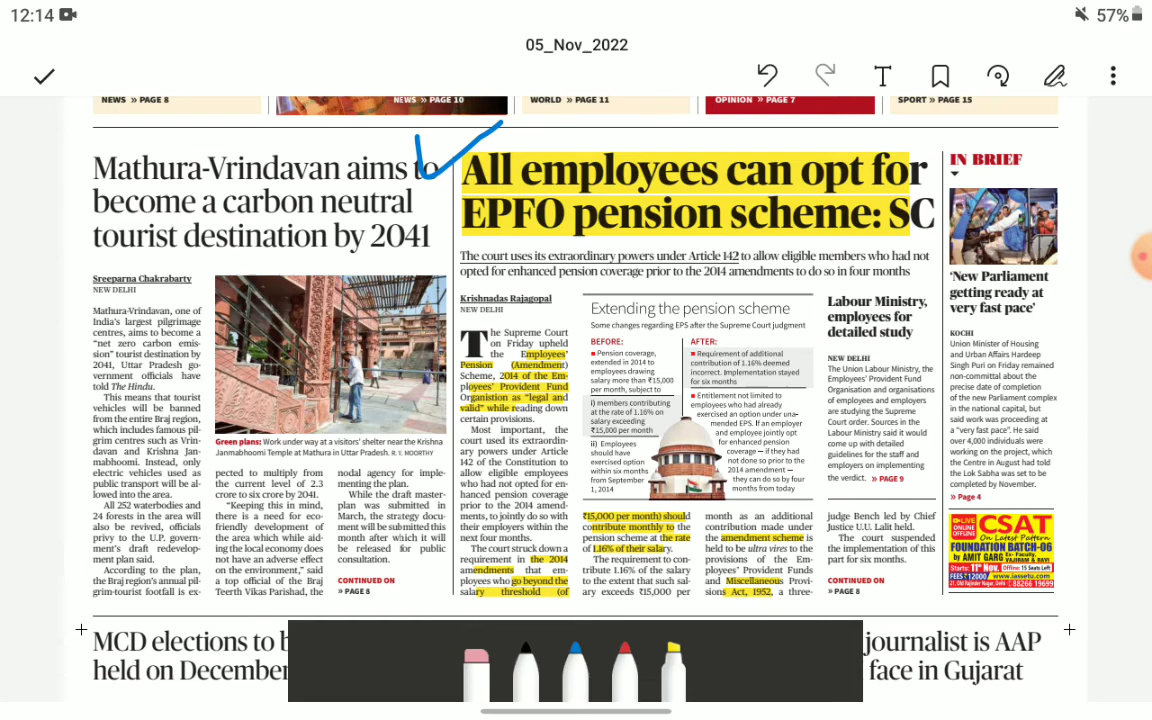 12:14
57%
05_Nov_2022
T
NEWS » PAGE 8
NEWS » PAGE 10
WORLD » PAGE 11
OPINION » PAGE 7
SPORT » PAGE 15
Mathura-Vrindavan aims to
become a carbon neutral
tourist destination by 2041
Sreeparna Chakrabarty
NEW DELHI
Mathura-Vrindavan, one of
India's largest pilgrimage
centres, aims to become a
"net zero carbon emis-
sion" tourist destination by
2041, Uttar Pradesh go-
vernment officials have
told The Hindu.
This means that tourist
vehicles will be banned
from the entire Braj region,
which includes famous pil-
grim centres such as Vrin-
davan and Krishna Jan-
mabhoomi. Instead, only
electric vehicles used as
public transport will be al-
lowed into the area.
All 252 waterbodies and
24 forests in the area will
also be revived, officials
privy to the U.P. govern-
ment's draft redevelop-
ment plan said.
According to the plan,
the Braj region's annual pil-
grim-tourist footfall is ex-
Green plans: Work under way at a visitors' shelter near the Krishna
Janmabhoomi Temple at Mathura in Uttar Pradesh. R. V. MOORTHY
pected to multiply from
the current level of 2.3
crore to six crore by 2041.
"Keeping this in mind,
there is a need for eco-
friendly development of
the area which while aid-
ing the local economy does
not have an adverse effect
on the environment," said
a top official of the Braj
Teerth Vikas Parishad, the
nodal agency for imple-
menting the plan.
While the draft master-
plan was submitted in
March, the strategy docu-
ment will be submitted this
month after which it will
be released for public
consultation.
CONTINUED ON
» PAGE 8
All employees can opt for
EPFO pension scheme: SC
The court uses its extraordinary powers under Article 142 to allow eligible members who had not
opted for enhanced pension coverage prior to the 2014 amendments to do so in four months
Krishnadas Rajagopal
NEW DELHI
The Supreme Court
on Friday upheld
the Employees'
Pension (Amendment)
Scheme, 2014 of the Em-
ployees' Provident Fund
Organistion as "legal and
valid" while reading down
certain provisions.
Most important, the
court used its extraordin-
ary powers under Article
142 of the Constitution to
allow eligible employees
who had not opted for en-
hanced pension coverage
prior to the 2014 amend-
ments, to jointly do so with
their employers within the
next four months.
The court struck down a
requirement in the 2014
amendments that em-
ployees who go beyond the
salary threshold (of
Extending the pension scheme
Some changes regarding EPS after the Supreme Court judgment
BEFORE:
Pension coverage,
extended in 2014 to
employees drawing
salary more than ₹15,000
per month, subject to
i) members contributing
at the rate of 1.16% on
salary exceeding
₹15,000 per month
ii) Employees
should have
exercised option
within six months
from September
1, 2014
AFTER:
Requirement of additional
contribution of 1.16% deemed
incorrect. Implementation stayed
for six months
Entitlement not limited to
employees who had already
exercised an option under una-
mended EPS. If an employer
and employee jointly opt
for enhanced pension
coverage — if they had
not done so prior to the
2014 amendment —
they can do so by four
months from today
₹15,000 per month) should
contribute monthly to the
pension scheme at the rate
of 1.16% of their salary.
The requirement to con-
tribute 1.16% of the salary
to the extent that such sal-
ary exceeds ₹15,000 per
month as an additional
contribution made under
the amendment scheme is
held to be ultra vires to the
provisions of the Em-
ployees' Provident Funds
and Miscellaneous Provi-
sions Act, 1952, a three-
judge Bench led by Chief
Justice U.U. Lalit held.
The court suspended
the implementation of this
part for six months.
CONTINUED ON
» PAGE 8
Labour Ministry,
employees for
detailed study
NEW DELHI
The Union Labour Ministry, the
Employees' Provident Fund
Organisation and organisations
of employees and employers
are studying the Supreme
Court order. Sources in the
Labour Ministry said it would
come up with detailed
guidelines for the staff and
employers on implementing
the verdict. » PAGE 9
IN BRIEF
'New Parliament
getting ready at
very fast pace'
KOCHI
Union Minister of Housing
and Urban Affairs Hardeep
Singh Puri on Friday remained
non-committal about the
precise date of completion
of the new Parliament complex
in the national capital, but
said work was proceeding at
a "very fast pace". He said
over 4,000 individuals were
working on the project, which
the Centre in August had told
the Lok Sabha was set to be
completed by November.
» Page 4
LIVE
ONLINE
OFFLINE
CSAT
On Latest Pattern
FOUNDATION BATCH-06
by AMIT GARG Ex- Faculty,
VAJIRAM & RAVI
Starts: 11th Nov,
Offline: 15 Seats Left
FEES ₹12000/
www.iassetu.com
21, Old Rajinder Nagar, Delhi
88266 19699
MCD elections to b
held on December
journalist is AAP
face in Gujarat